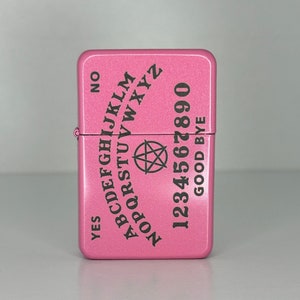 YES NO
ABCDEFGHIJKLM
NOPQRSTUVWXYZ
1234567890
GOOD BYE